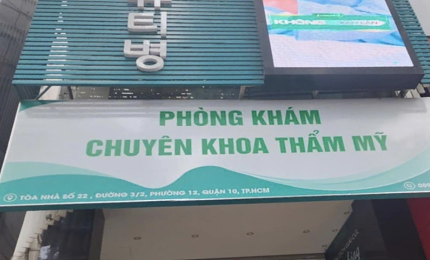 티병
KHÔNG
PHÒNG KHÁM
CHUYÊN KHOA THẨM MỸ
TÒA NHÀ SỐ 22 , ĐƯỜNG 3/2, PHƯỜNG 12, QUẬN 10, TP.HCM